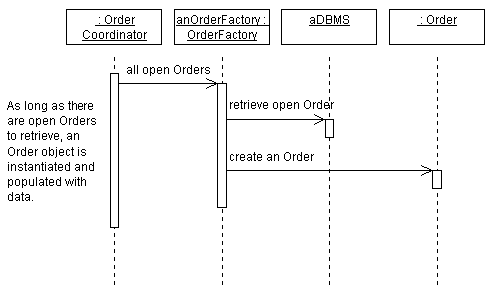 : Order
Coordinator
anOrderFactory :
OrderFactory
aDBMS
: Order
all open Orders
As long as there
are open Orders
to retrieve, an
Order object is
instantiated and
populated with
data.
retrieve open Order
create an Order